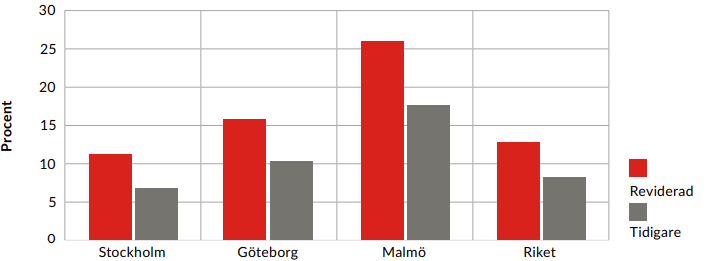 30
25
20
15
10
5
0
Procent
Stockholm
Göteborg
Malmö
Riket
Reviderad
Tidigare